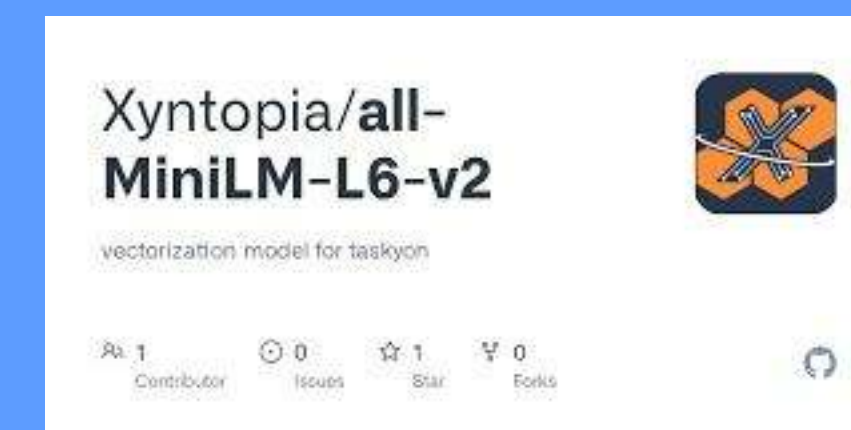 Xyntopia/all-
MiniLM-L6-v2
vectorization model for taskyon
1 0 1 0
Contributor Issues Star Forks